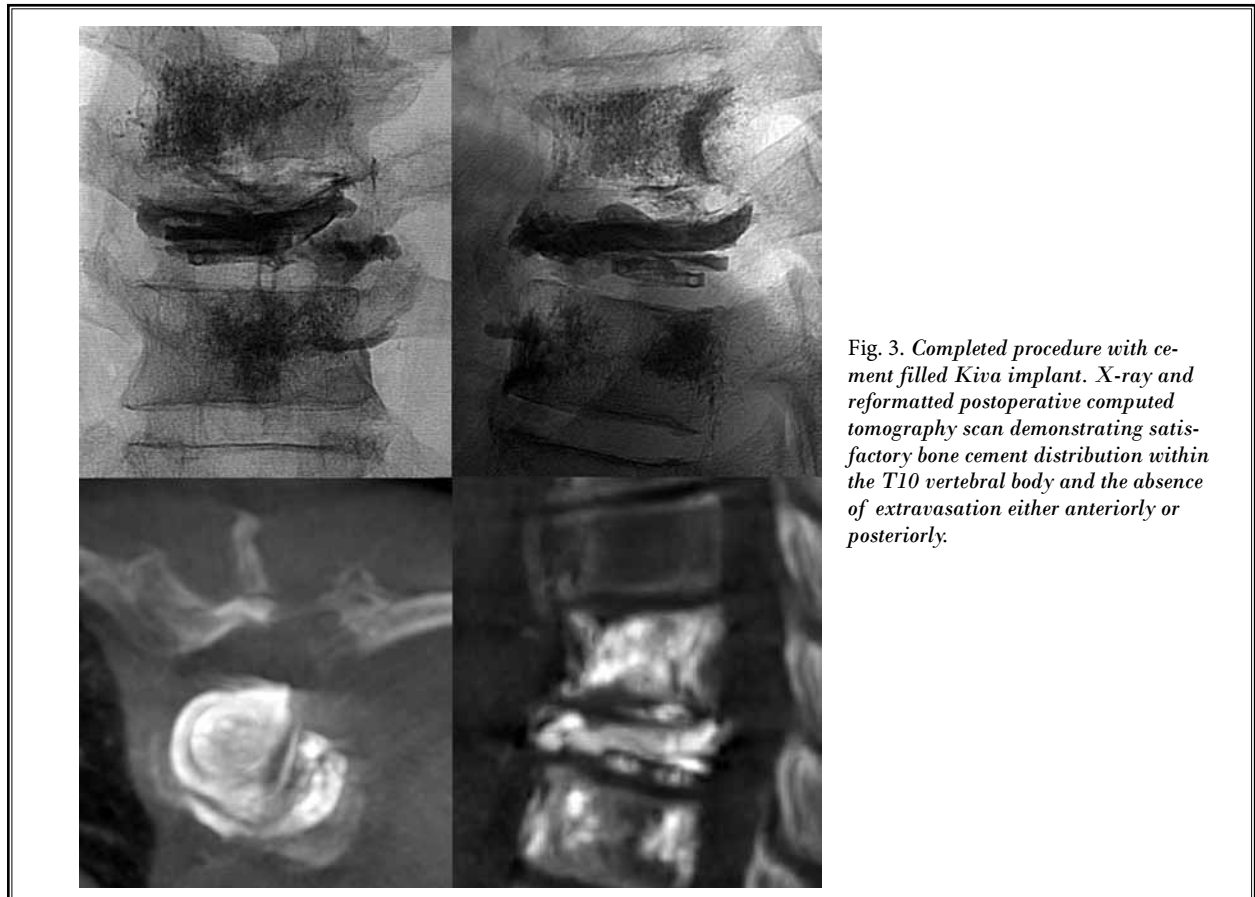 Fig. 3. Completed procedure with ce-
ment filled Kiva implant. X-ray and
reformatted postoperative computed
tomography scan demonstrating satis-
factory bone cement distribution within
the T10 vertebral body and the absence
of extravasation either anteriorly or
posteriorly.